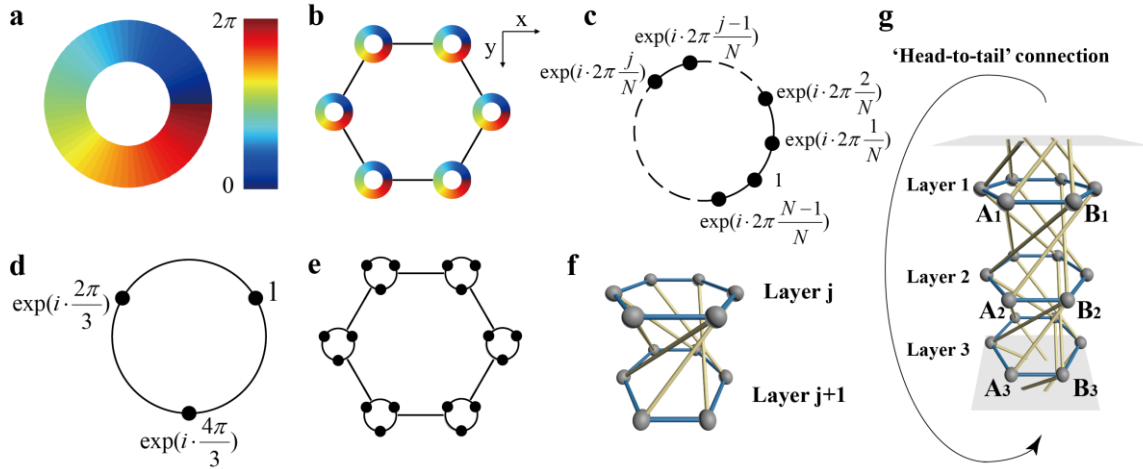 a
2π
0
b
x
y
c
exp(i·2π (j−1)/N)
exp(i·2π j/N)
exp(i·2π 2/N)
exp(i·2π 1/N)
1
exp(i·2π (N−1)/N)
d
exp(i·2π/3)
1
exp(i·4π/3)
e
f
Layer j
Layer j+1
g
‘Head-to-tail’ connection
Layer 1
A1
B1
Layer 2
A2
B2
Layer 3
A3
B3